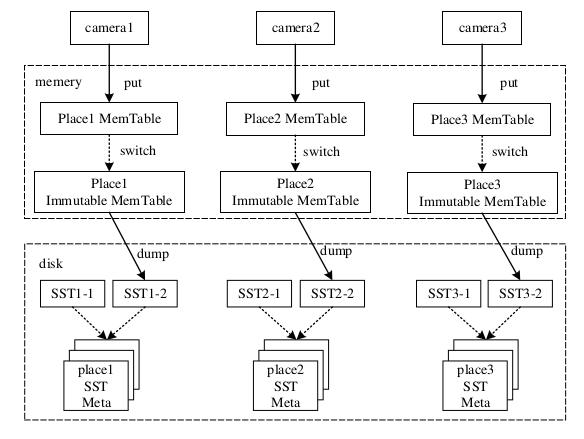 camera1 camera2 camera3
memery
put put put
Place1 MemTable Place2 MemTable Place3 MemTable
switch switch switch
Place1 Place2 Place3
Immutable MemTable Immutable MemTable Immutable MemTable
dump dump dump
disk
SST1-1 SST1-2 SST2-1 SST2-2 SST3-1 SST3-2
place1 place2 place3
SST SST SST
Meta Meta Meta